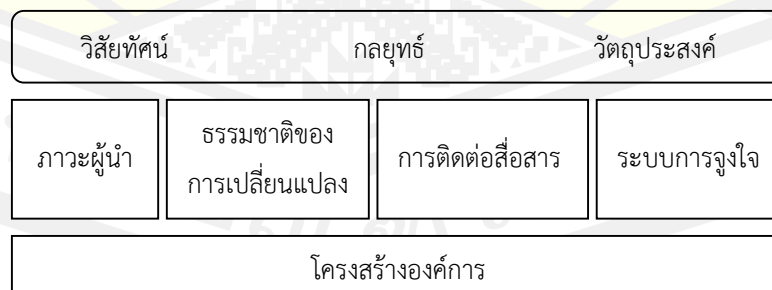 วิสัยทัศน์ กลยุทธ์ วัตถุประสงค์
ภาวะผู้นำ
ธรรมชาติของ
การเปลี่ยนแปลง
การติดต่อสื่อสาร
ระบบการจูงใจ
โครงสร้างองค์การ